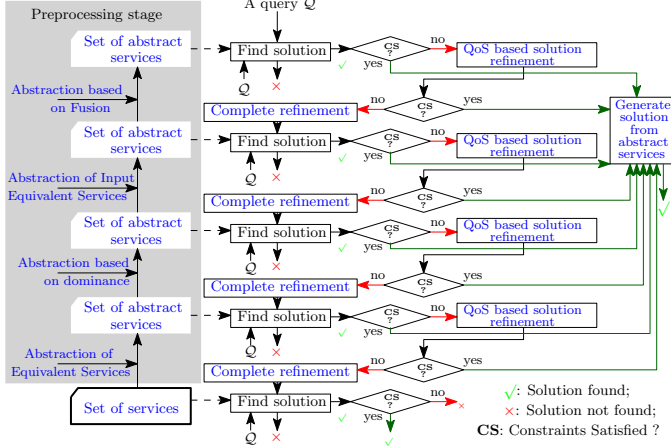 Preprocessing stage
A query Q
Set of abstract
services
Find solution
CS
?
no
QoS based solution
refinement
yes
Q
Abstraction based
on Fusion
Complete refinement
no
CS
?
yes
Generate
solution
from
abstract
services
Set of abstract
services
Find solution
CS
?
no
QoS based solution
refinement
yes
Q
Abstraction of Input
Equivalent Services
Complete refinement
no
CS
?
yes
Set of abstract
services
Find solution
CS
?
no
QoS based solution
refinement
yes
Q
Abstraction based
on dominance
Complete refinement
no
CS
?
yes
Set of abstract
services
Find solution
CS
?
no
QoS based solution
refinement
yes
Q
Abstraction of
Equivalent Services
Complete refinement
no
CS
?
yes
Set of services
Find solution
CS
?
no
yes
Q
√: Solution found;
×: Solution not found;
CS: Constraints Satisfied ?